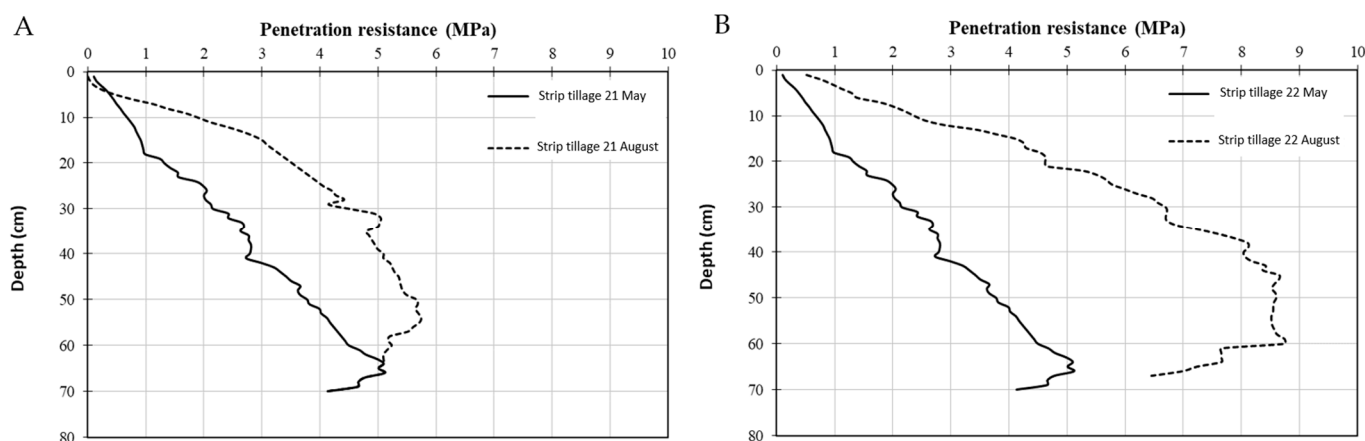 A
Penetration resistance (MPa)
0 1 2 3 4 5 6 7 8 9 10
0
10
20
30
40
50
60
70
80
Depth (cm)
Strip tillage 21 May
Strip tillage 21 August
B
Penetration resistance (MPa)
0 1 2 3 4 5 6 7 8 9 10
0
10
20
30
40
50
60
70
80
Depth (cm)
Strip tillage 22 May
Strip tillage 22 August